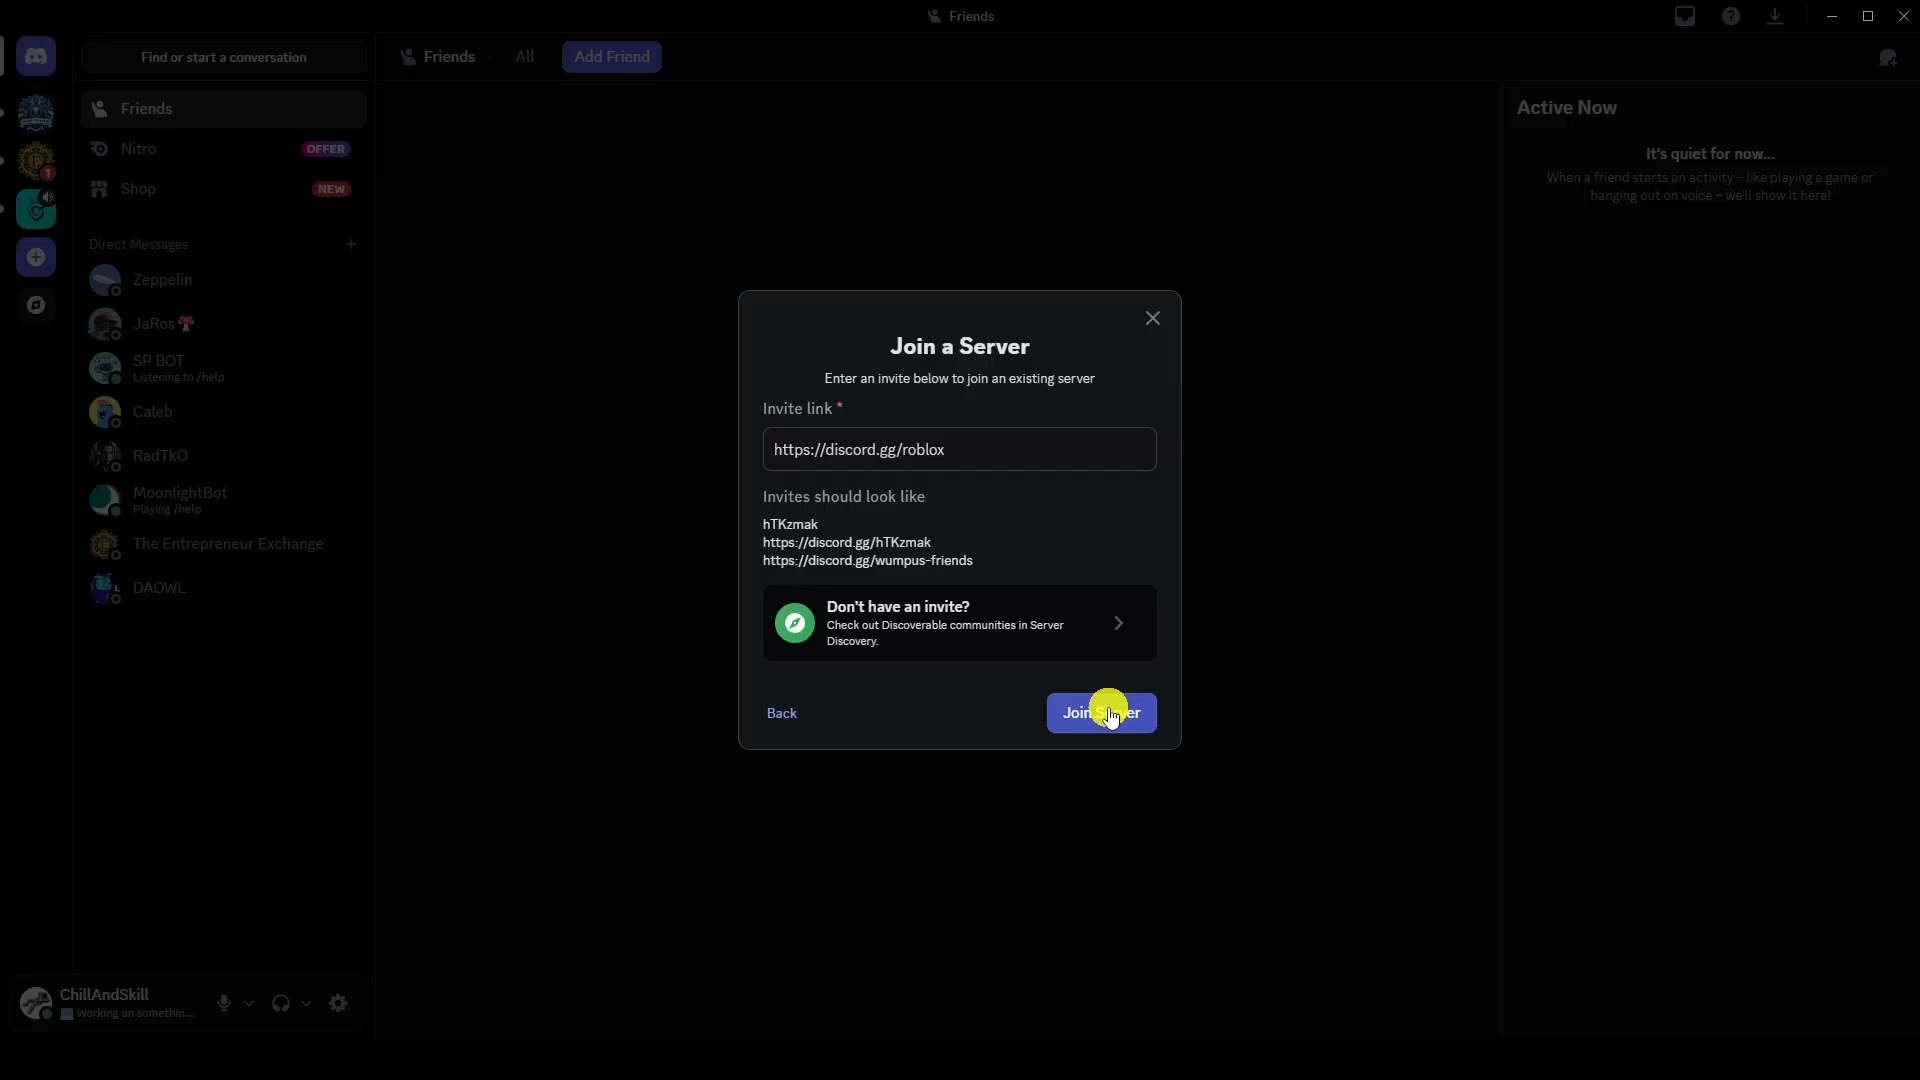 Friends
Find or start a conversation
Friends
All
Add Friend
Friends
Nitro
OFFER
Shop
NEW
Direct Messages
Zeppelin
JaRos
SP BOT
Listening to /help
Caleb
RadTkO
MoonlightBot
Playing /help
The Entrepreneur Exchange
DAOWL
ChillAndSkill
Working on somethin...
Active Now
It's quiet for now...
When a friend starts an activity – like playing a game or
hanging out on voice – we'll show it here!
Join a Server
Enter an invite below to join an existing server
Invite link *
https://discord.gg/roblox
Invites should look like
hTKzmak
https://discord.gg/hTKzmak
https://discord.gg/wumpus-friends
Don't have an invite?
Check out Discoverable communities in Server
Discovery.
Back
Join Server
1